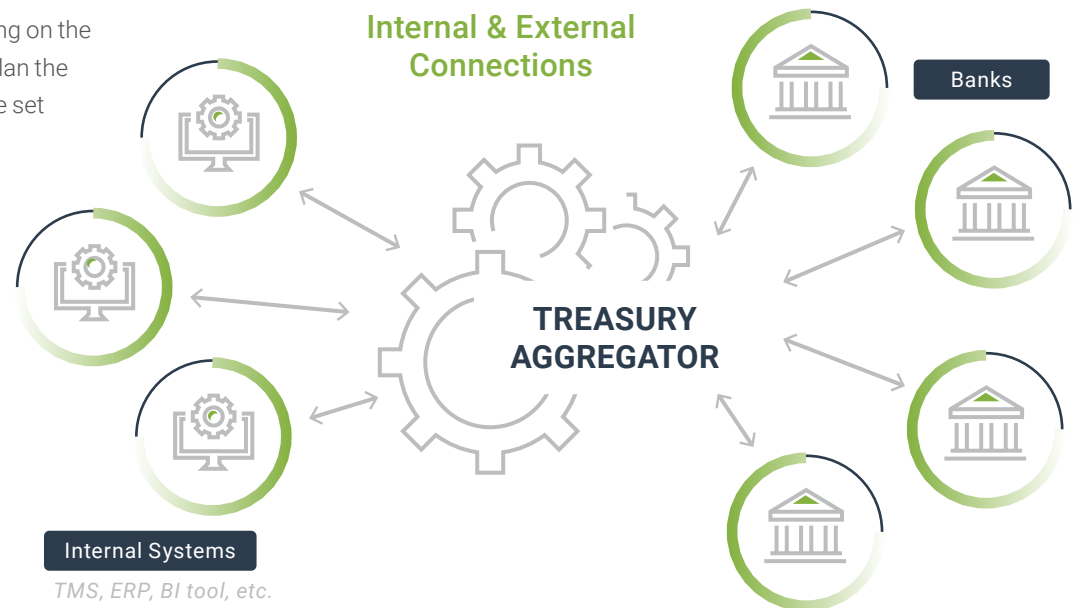 ng on the
lan the
e set
Internal & External
Connections
Banks
TREASURY
AGGREGATOR
Internal Systems
TMS, ERP, BI tool, etc.